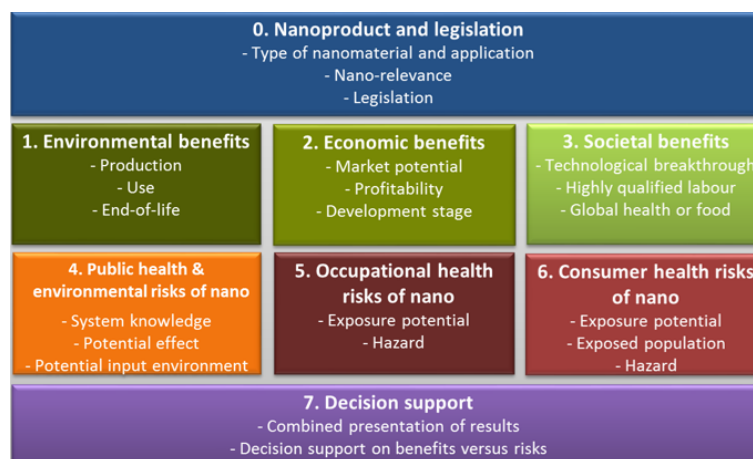 0. Nanoproduct and legislation
- Type of nanomaterial and application
- Nano-relevance
- Legislation
1. Environmental benefits
- Production
- Use
- End-of-life
2. Economic benefits
- Market potential
- Profitability
- Development stage
3. Societal benefits
- Technological breakthrough
- Highly qualified labour
- Global health or food
4. Public health &
environmental risks of nano
- System knowledge
- Potential effect
- Potential input environment
5. Occupational health
risks of nano
- Exposure potential
- Hazard
6. Consumer health risks
of nano
- Exposure potential
- Exposed population
- Hazard
7. Decision support
- Combined presentation of results
- Decision support on benefits versus risks